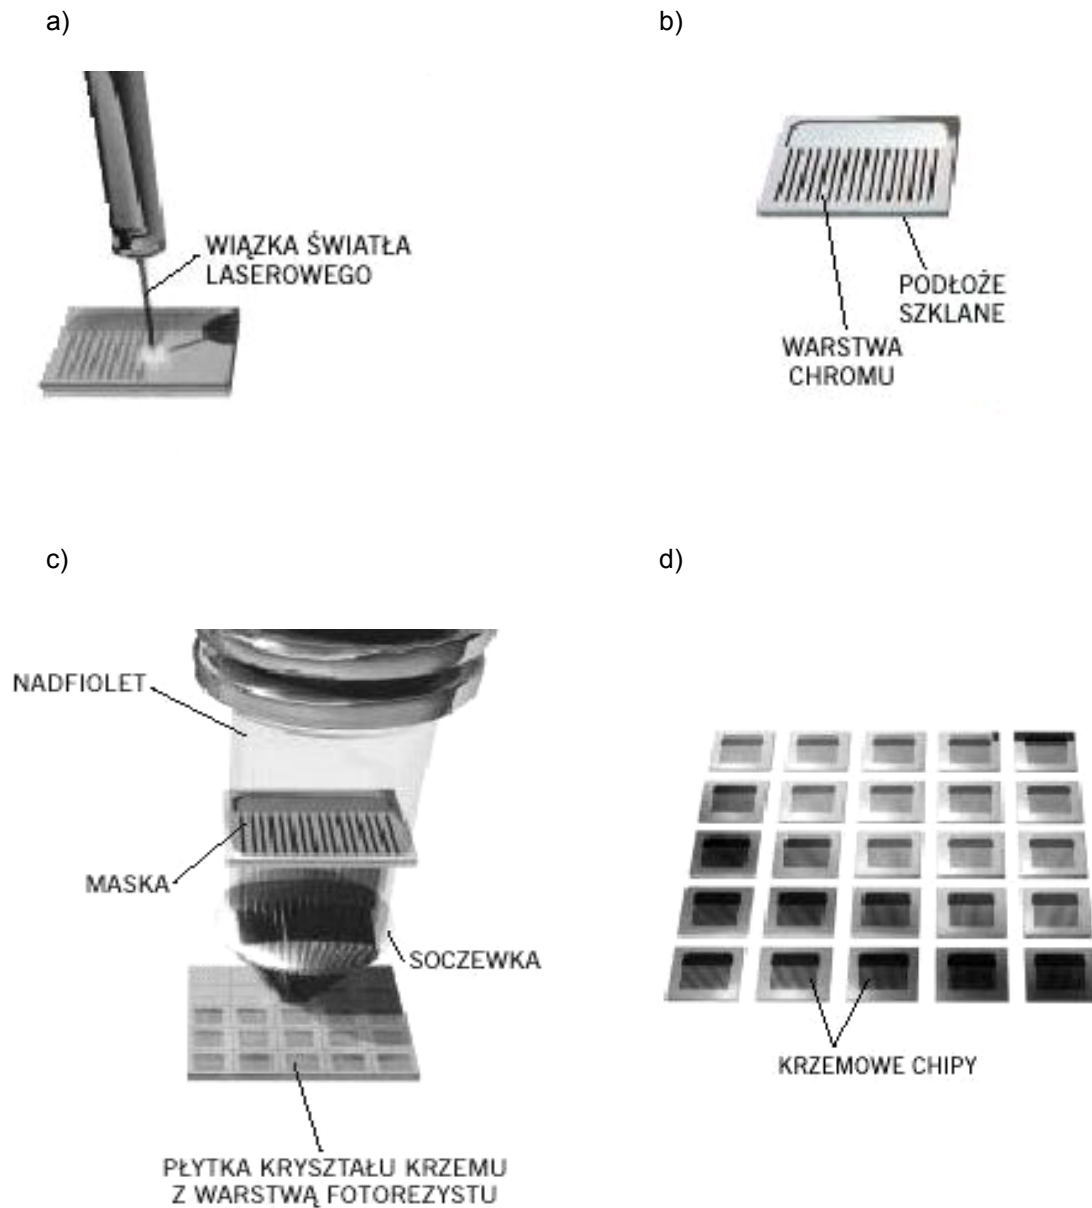 a)
b)
WIĄZKA ŚWIATŁA
LASEROWEGO
PODŁOŻE
SZKLANE
WARSTWA
CHROMU
c)
d)
NADFIOLET
MASKA
SOCZEWKA
PŁYTKA KRYSZTAŁU KRZEMU
Z WARSTWĄ FOTOREZYSTU
KRZEMOWE CHIPY